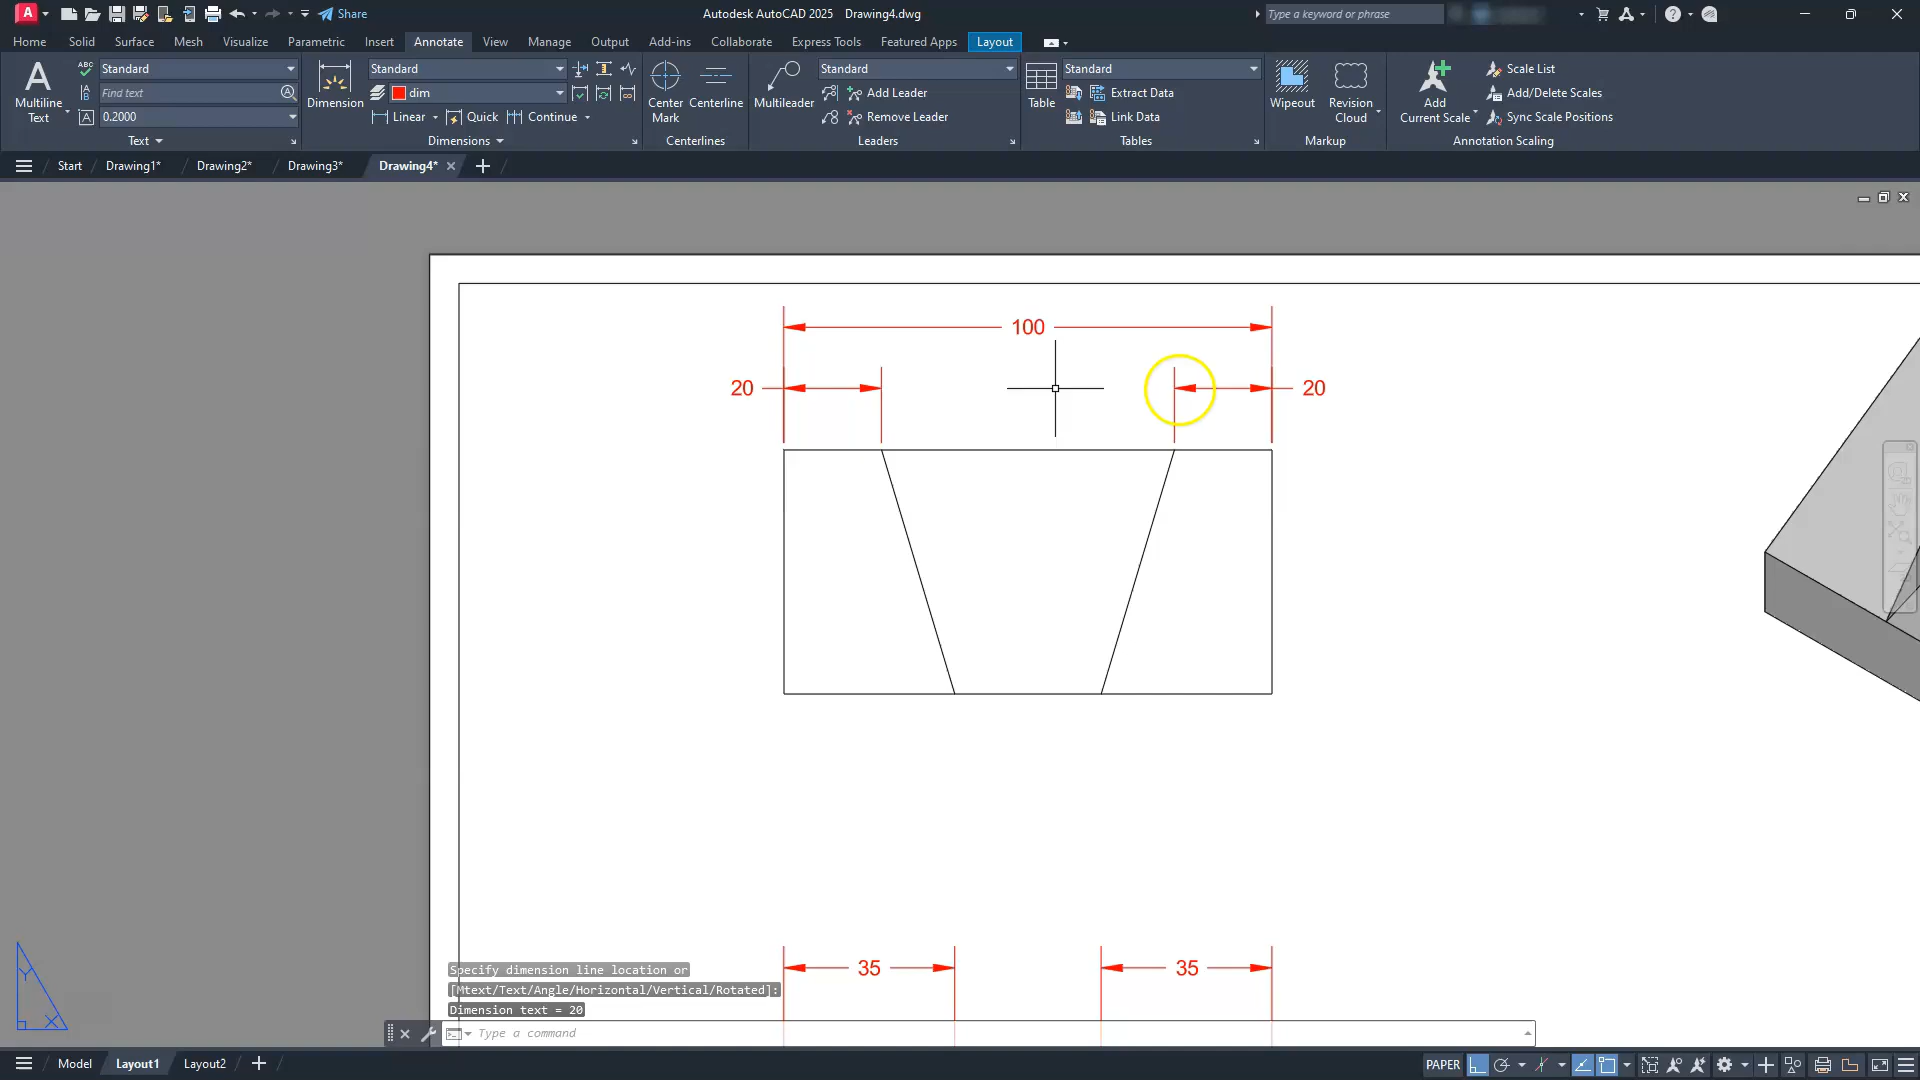 A Share Autodesk AutoCAD 2025 Drawing4.dwg Type a keyword or phrase
Home Solid Surface Mesh Visualize Parametric Insert Annotate View Manage Output Add-ins Collaborate Express Tools Featured Apps Layout
Multiline Text
ABC Standard
Find text
0.2000
Text
Dimension
Standard
dim
Linear Quick Continue
Dimensions
Center Mark
Centerline
Centerlines
Multileader
Standard
Add Leader
Remove Leader
Leaders
Table
Standard
Extract Data
Link Data
Tables
Wipeout
Revision Cloud
Markup
Add Current Scale
Scale List
Add/Delete Scales
Sync Scale Positions
Annotation Scaling
Start Drawing1* Drawing2* Drawing3* Drawing4*
100
20 20
35 35
Specify dimension line location or
[Mtext/Text/Angle/Horizontal/Vertical/Rotated]:
Dimension text = 20
Type a command
Y
X
Model Layout1 Layout2 PAPER